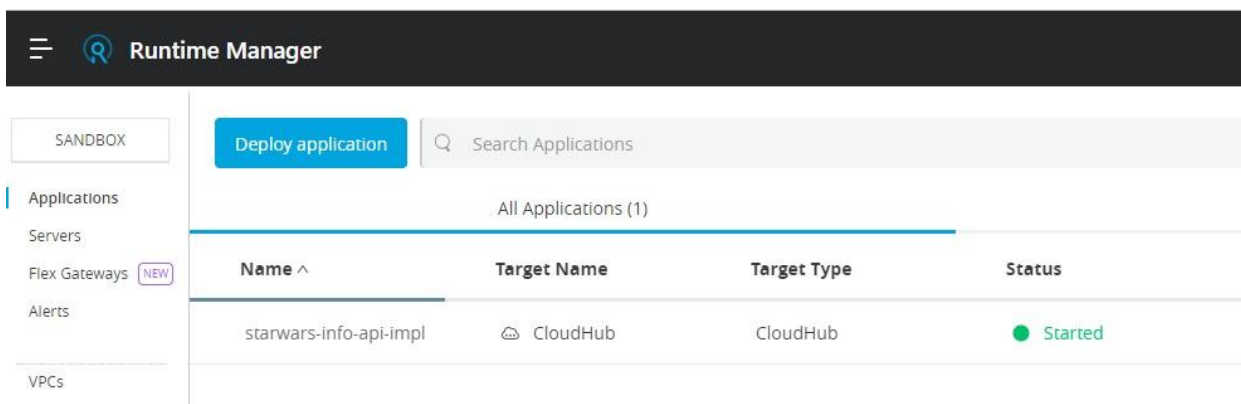 Runtime Manager
SANDBOX
Deploy application
Search Applications
Applications
Servers
Flex Gateways NEW
Alerts
VPCs
All Applications (1)
Name Target Name Target Type Status
starwars-info-api-impl CloudHub CloudHub Started